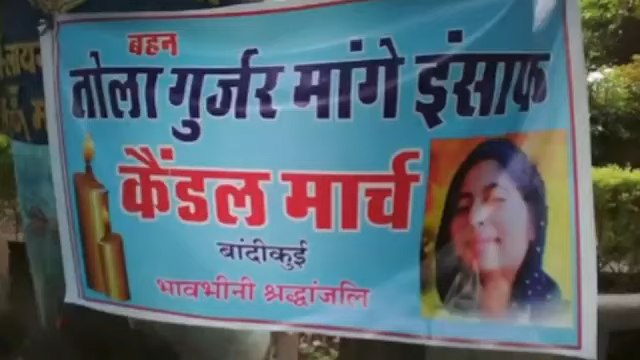 बहन
तोला गुर्जर मांगे इंसाफ
कैंडल मार्च
बांदीकुई
भावभीनी श्रद्धांजलि